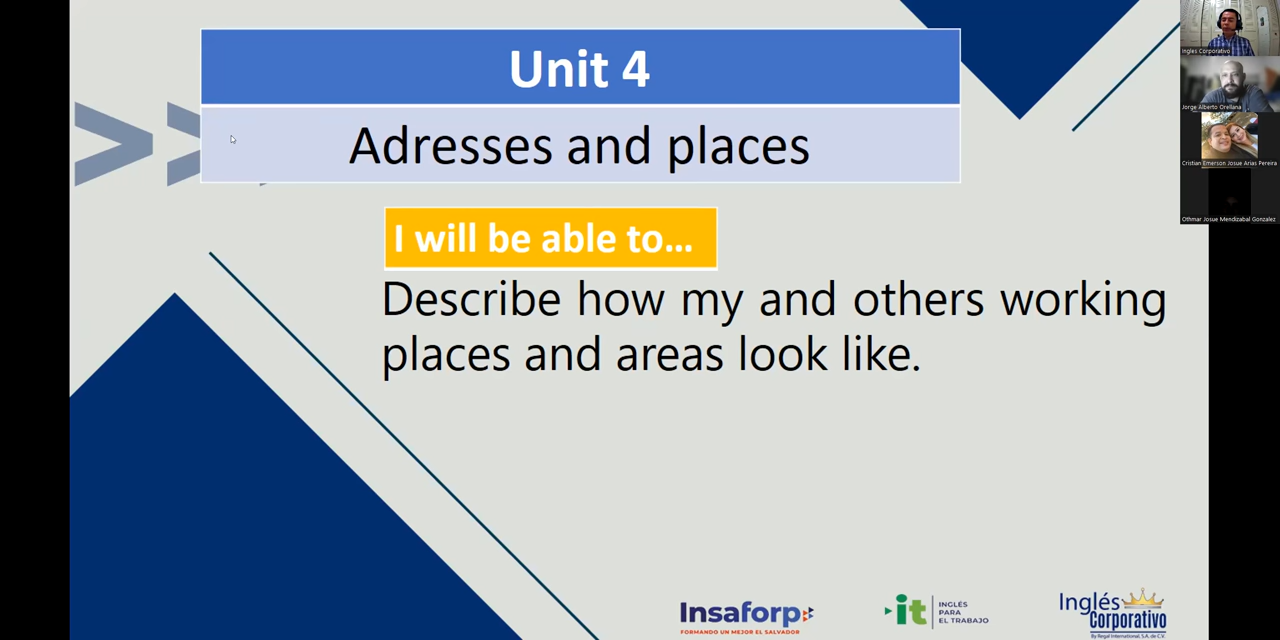 Unit 4
Adresses and places
I will be able to...
Describe how my and others working
places and areas look like.
Insaforp
FORMANDO UN MEJOR EL SALVADOR
it
INGLÉS
PARA
EL TRABAJO
Inglés
Corporativo
By Regal International, S.A. de C.V.
Ingles Corporativo
Jorge Alberto Orellana
Cristian Emerson Josue Arias Pereira
Othmar Josue Mendizabal Gonzalez